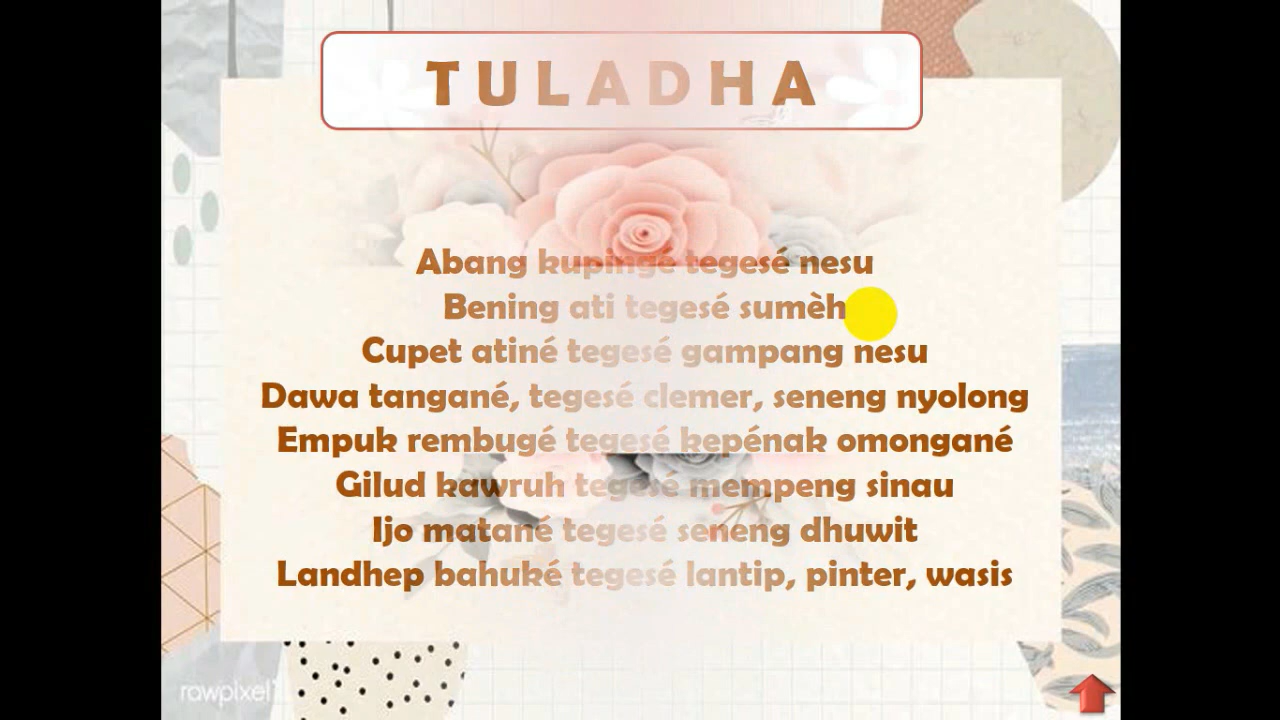 TULADHA
Abang kupingé tegesé nesu
Bening ati tegesé sumèh
Cupet atiné tegesé gampang nesu
Dawa tangané, tegesé clemer, seneng nyolong
Empuk rembugé tegesé kepénak omongané
Gilud kawruh tegesé mempeng sinau
Ijo matané tegesé seneng dhuwit
Landhep bahuké tegesé lantip, pinter, wasis
rawpixel